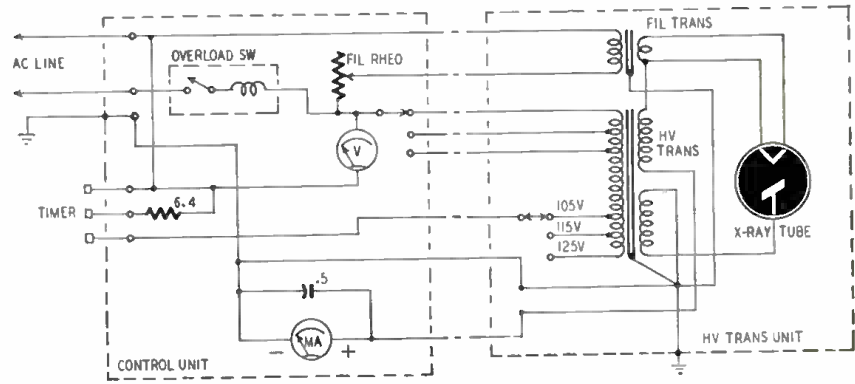 FIL TRANS
OVERLOAD SW
AC LINE
FIL RHEO
HV
TRANS
V
6.4
TIMER
105V
115V
125V
X-RAY TUBE
.5
MA
- +
HV TRANS UNIT
CONTROL UNIT